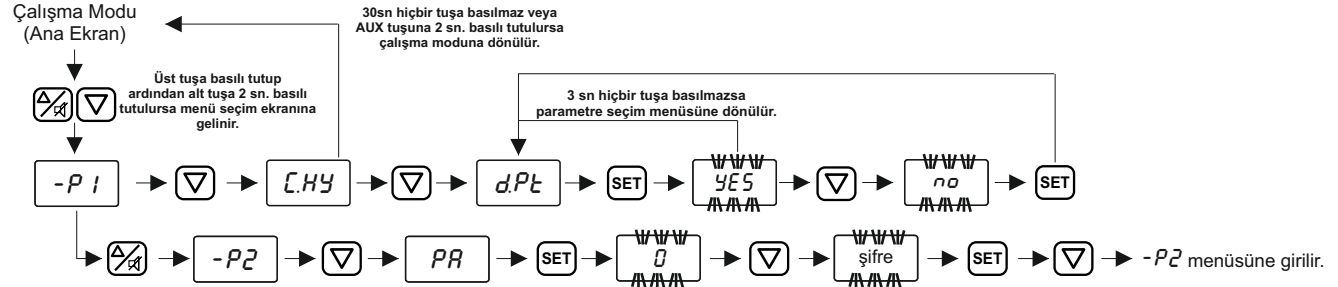 Çalışma Modu
(Ana Ekran)
30sn hiçbir tuşa basılmaz veya
AUX tuşuna 2 sn. basılı tutulursa
çalışma moduna dönülür.
Üst tuşa basılı tutup
ardından alt tuşa 2 sn. basılı
tutulursa menü seçim ekranına
gelinir.
3 sn hiçbir tuşa basılmazsa
parametre seçim menüsüne dönülür.
-P1 C.HY d.Pt SET YES no SET
-P2 PA SET 0 şifre SET -P2 menüsüne girilir.